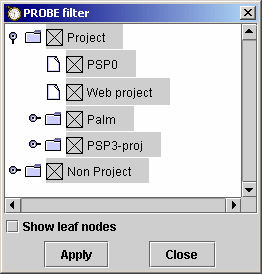 PROBE filter
Project
PSP0
Web project
Palm
PSP3-proj
Non Project
Show leaf nodes
Apply Close